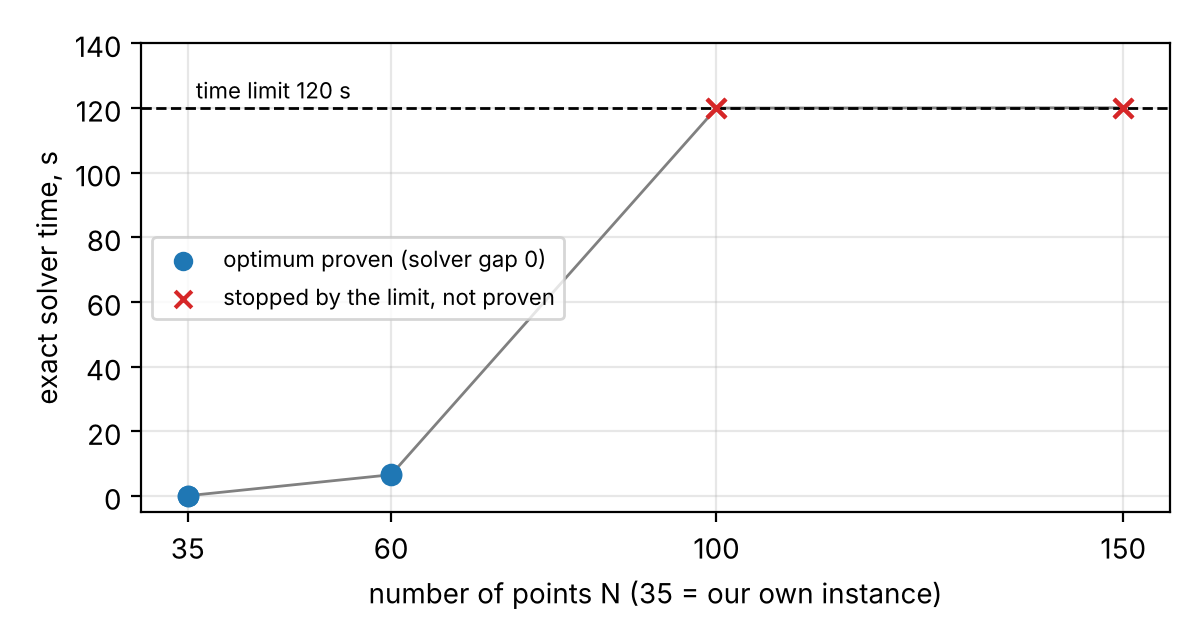 140
120
100
80
60
40
20
0
exact solver time, s
time limit 120 s
optimum proven (solver gap 0)
stopped by the limit, not proven
35 60 100 150
number of points N (35 = our own instance)